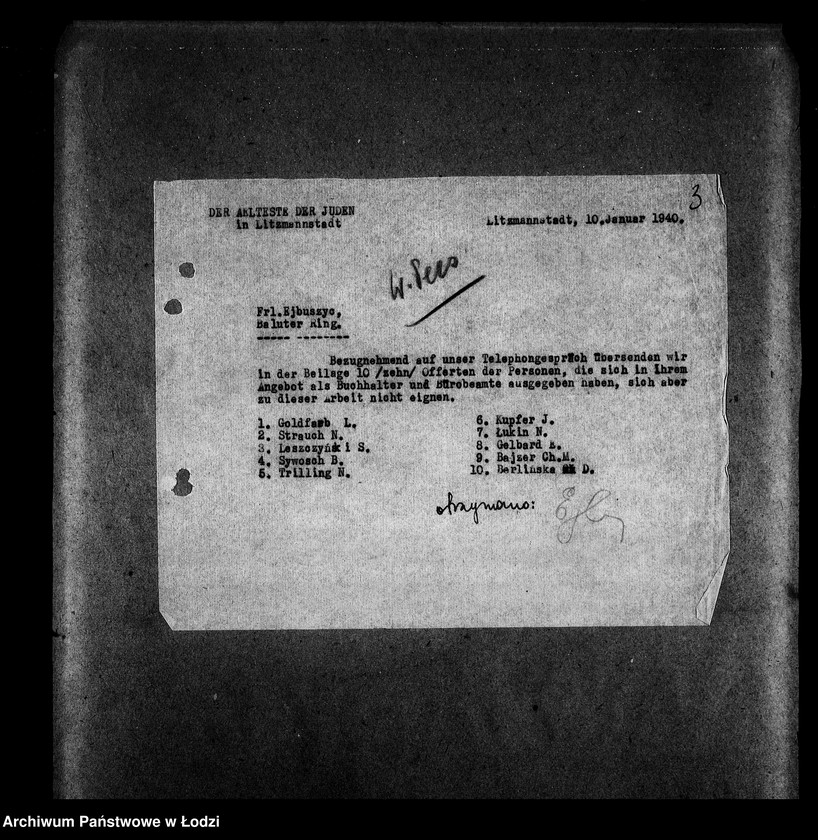 3
DER AELTESTE DER JUDEN
in Litzmannstadt
Litzmannstadt, 10.Januar 1940.
Frl.Ejbuszyc,
Baluter Ring.
Bezugnehmend auf unser Telephongespräch übersenden wir
in der Beilage 10 /zehn/ Offerten der Personen, die sich in Ihrem
Angebot als Buchhalter und Bürobeamte ausgegeben haben, sich aber
zu dieser Arbeit nicht eignen.
1. Goldfarb L.
2. Strauch N.
3. Leszczyński S.
4. Sywosch B.
5. Trilling N.
6. Kupfer J.
7. Łukin N.
8. Gelbard E.
9. Bajzer Ch.M.
10. Berlinska D.
otrzymano:
Archiwum Państwowe w Łodzi